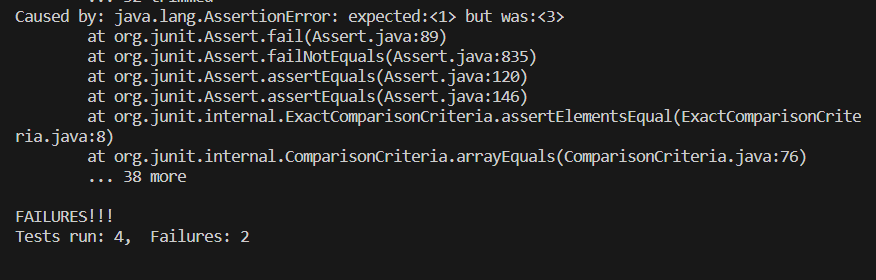 ... 32 trimmed
Caused by: java.lang.AssertionError: expected:<1> but was:<3>
        at org.junit.Assert.fail(Assert.java:89)
        at org.junit.Assert.failNotEquals(Assert.java:835)
        at org.junit.Assert.assertEquals(Assert.java:120)
        at org.junit.Assert.assertEquals(Assert.java:146)
        at org.junit.internal.ExactComparisonCriteria.assertElementsEqual(ExactComparisonCrite
ria.java:8)
        at org.junit.internal.ComparisonCriteria.arrayEquals(ComparisonCriteria.java:76)
        ... 38 more
FAILURES!!!
Tests run: 4,  Failures: 2